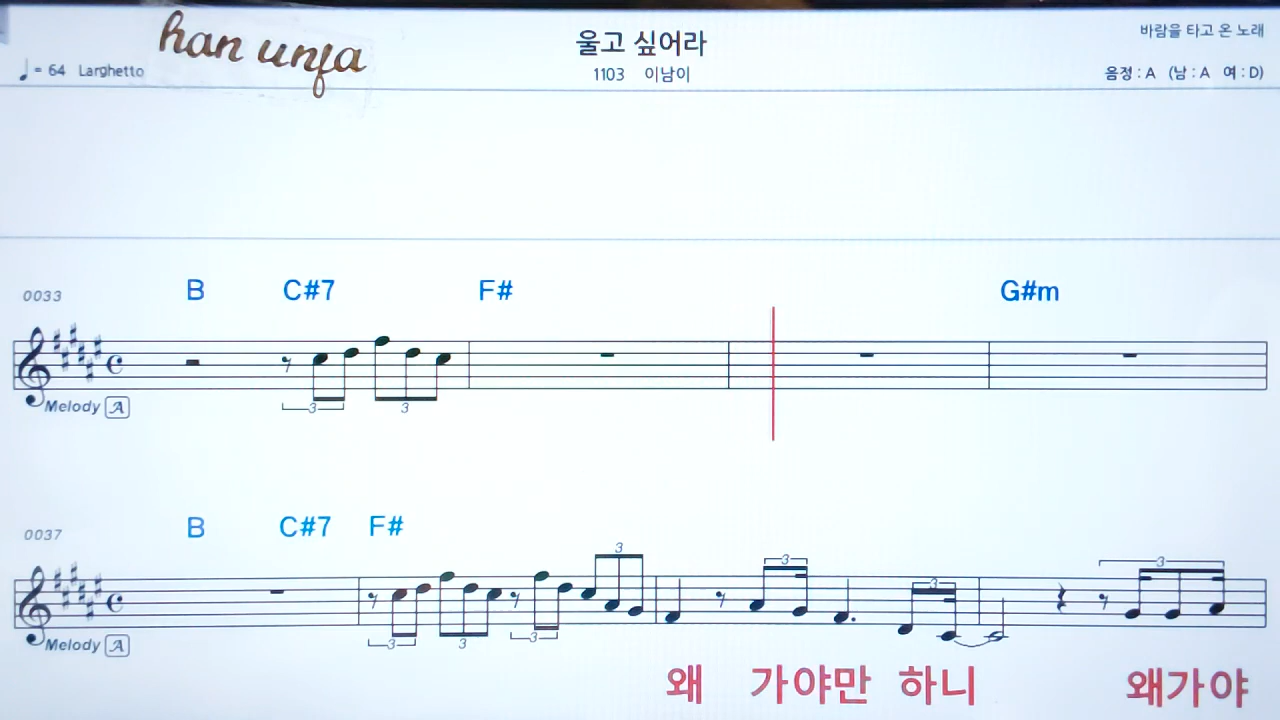 han unja
울고 싶어라
바람을 타고 온 노래
♩= 64 Larghetto
1103 이남이
음정 : A (남 : A 여 : D)
0033 B C#7 F# G#m
3 3
Melody A
0037 B C#7 F#
3 3 3 3 3 3 3
Melody A
왜 가야만 하니 왜가야